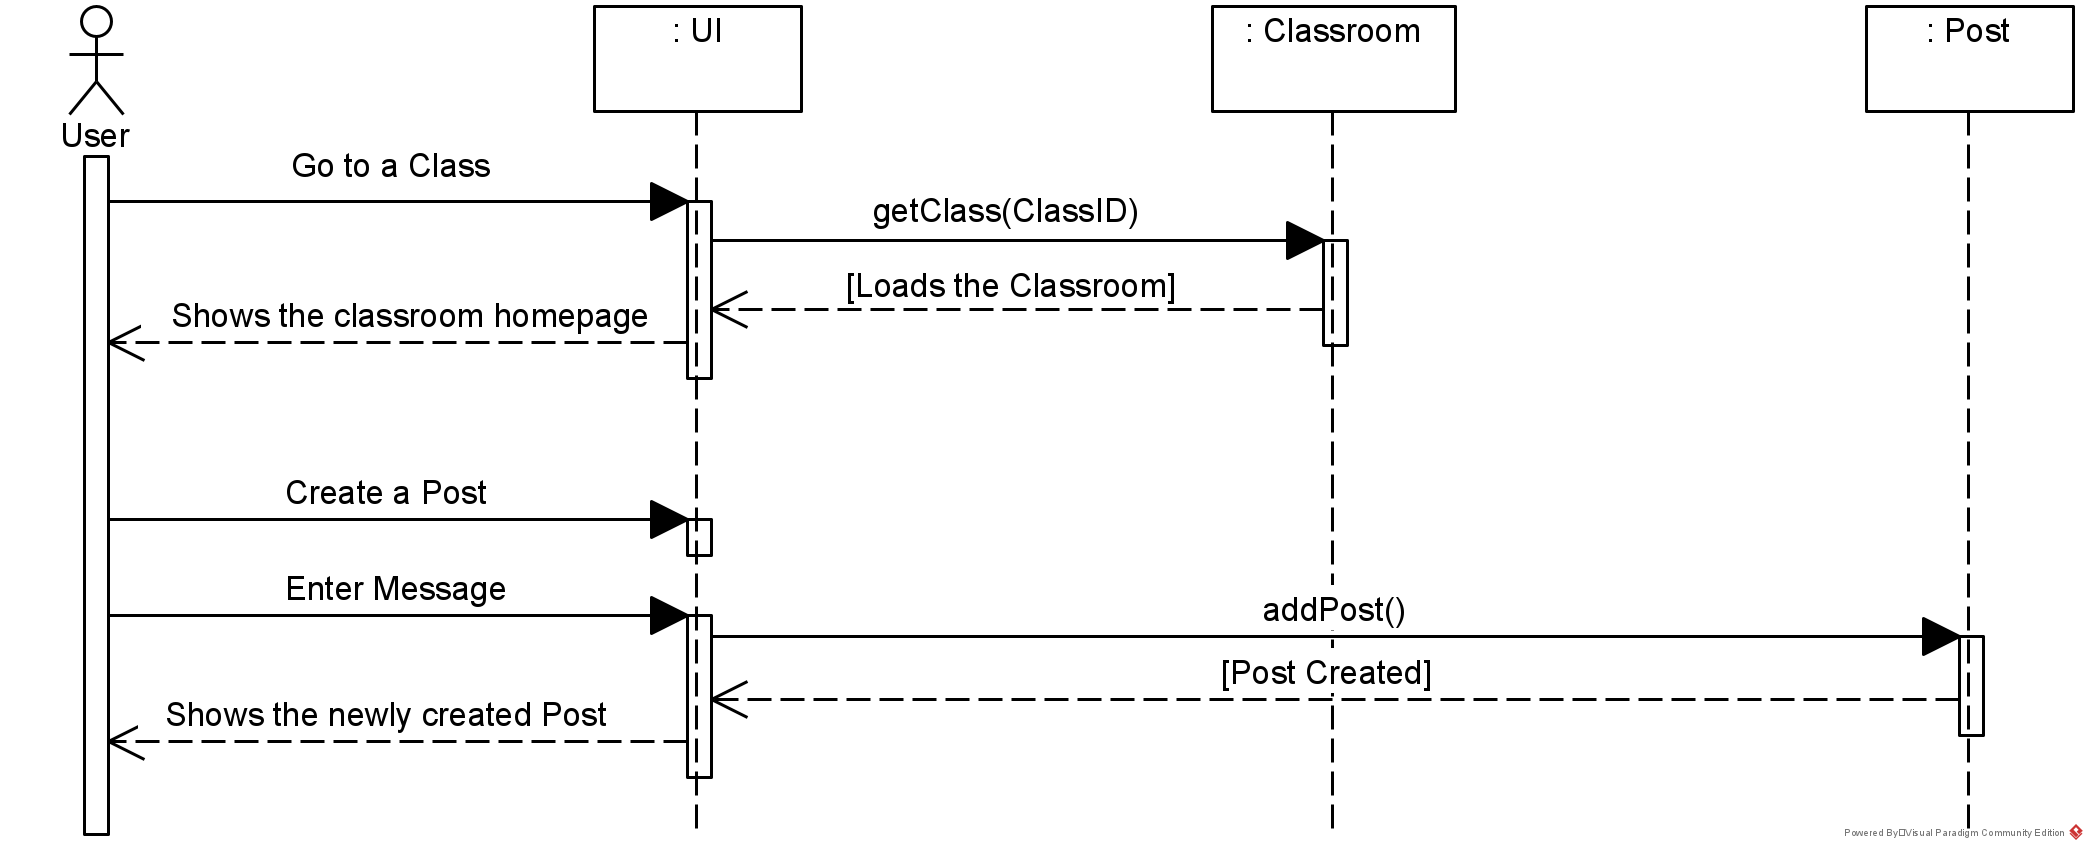 : UI
: Classroom
: Post
User
Go to a Class
getClass(ClassID)
[Loads the Classroom]
Shows the classroom homepage
Create a Post
Enter Message
addPost()
[Post Created]
Shows the newly created Post
Powered By□Visual Paradigm Community Edition